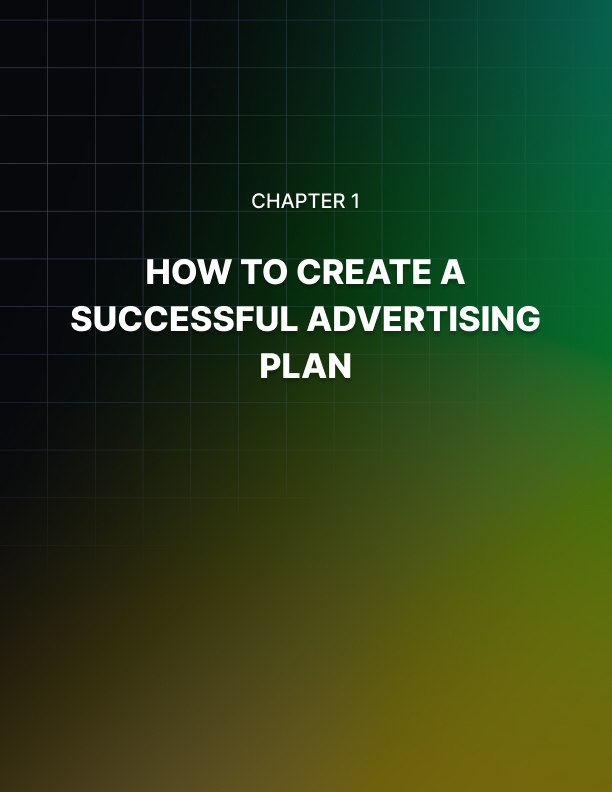 CHAPTER 1
HOW TO CREATE A
SUCCESSFUL ADVERTISING
PLAN